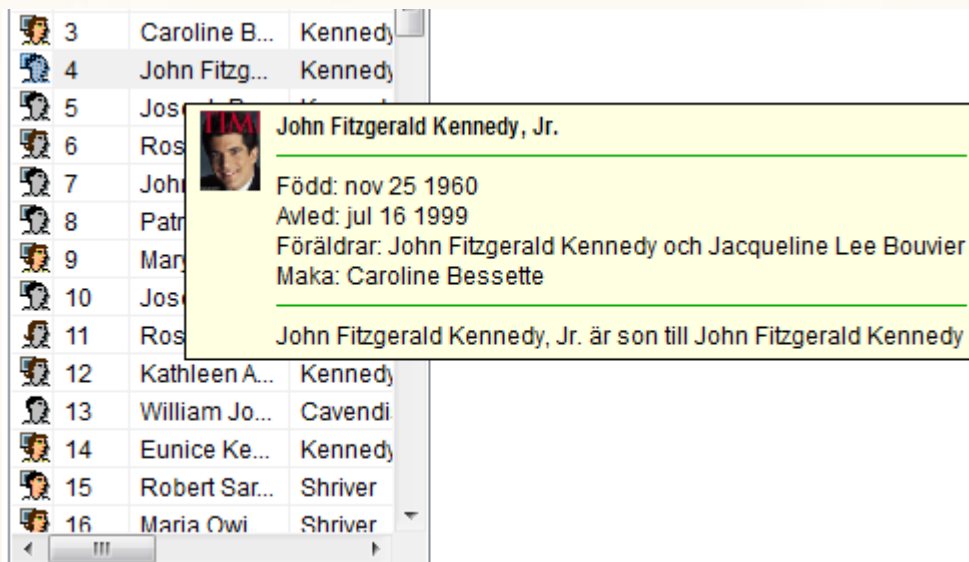 3 Caroline B... Kennedy
4 John Fitzg... Kennedy
5
6 Ros
7 John
8 Patr
9 Mary
10 Jos
11 Ros
12 Kathleen A... Kennedy
13 William Jo... Cavendi
14 Eunice Ke... Kennedy
15 Robert Sar... Shriver
16 Maria Owi Shriver
TIM
John Fitzgerald Kennedy, Jr.
Född: nov 25 1960
Avled: jul 16 1999
Föräldrar: John Fitzgerald Kennedy och Jacqueline Lee Bouvier
Maka: Caroline Bessette
John Fitzgerald Kennedy, Jr. är son till John Fitzgerald Kennedy